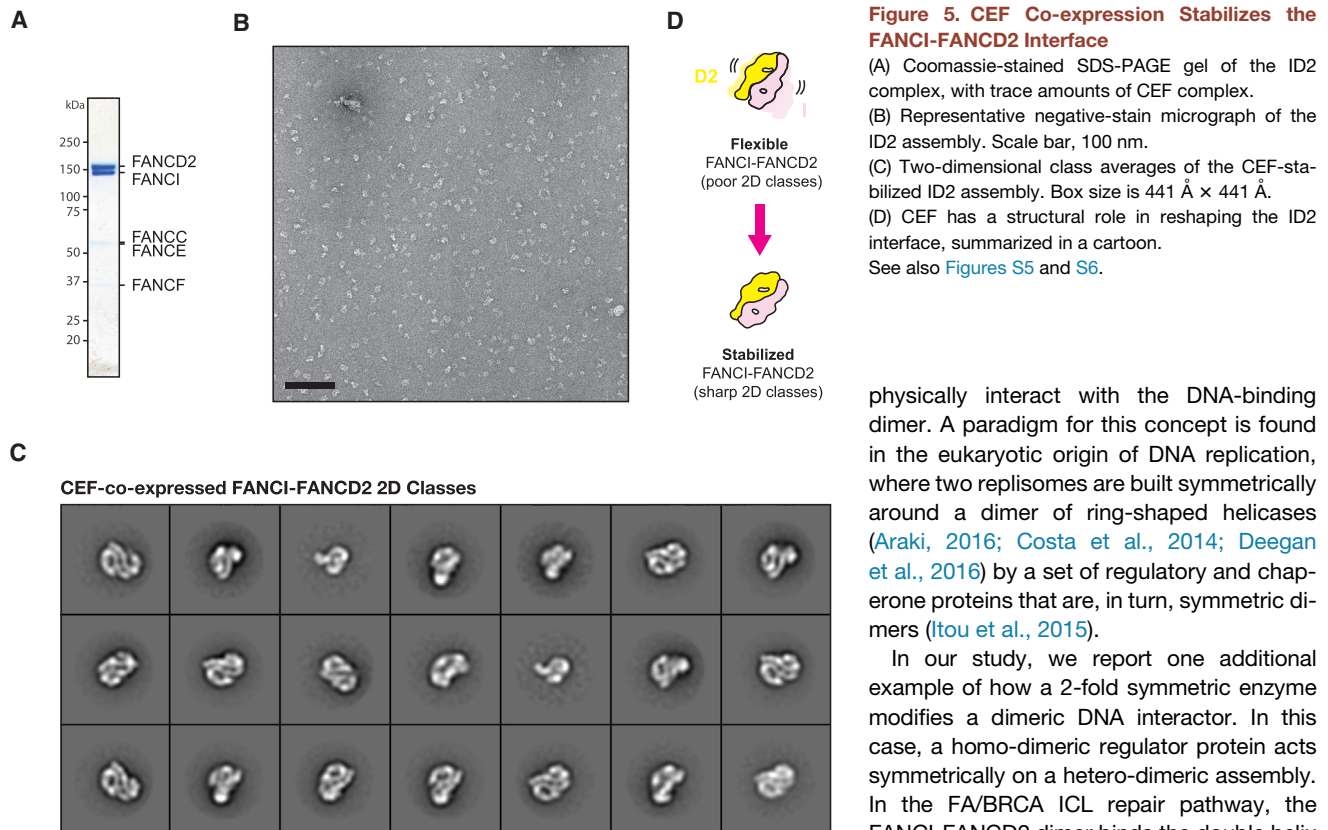 A
kDa
250
150
100
75
50
37
25
20
FANCD2
FANCI
FANCC
FANCE
FANCF
B
D
D2
I
Flexible
FANCI-FANCD2
(poor 2D classes)
Stabilized
FANCI-FANCD2
(sharp 2D classes)
C
CEF-co-expressed FANCI-FANCD2 2D Classes
Figure 5. CEF Co-expression Stabilizes the
FANCI-FANCD2 Interface
(A) Coomassie-stained SDS-PAGE gel of the ID2
complex, with trace amounts of CEF complex.
(B) Representative negative-stain micrograph of the
ID2 assembly. Scale bar, 100 nm.
(C) Two-dimensional class averages of the CEF-sta-
bilized ID2 assembly. Box size is 441 Å × 441 Å.
(D) CEF has a structural role in reshaping the ID2
interface, summarized in a cartoon.
See also Figures S5 and S6.
physically interact with the DNA-binding
dimer. A paradigm for this concept is found
in the eukaryotic origin of DNA replication,
where two replisomes are built symmetrically
around a dimer of ring-shaped helicases
(Araki, 2016; Costa et al., 2014; Deegan
et al., 2016) by a set of regulatory and chap-
erone proteins that are, in turn, symmetric di-
mers (Itou et al., 2015).
In our study, we report one additional
example of how a 2-fold symmetric enzyme
modifies a dimeric DNA interactor. In this
case, a homo-dimeric regulator protein acts
symmetrically on a hetero-dimeric assembly.
In the FA/BRCA ICL repair pathway, the
FANCI-FANCD2 dimer binds the double helix